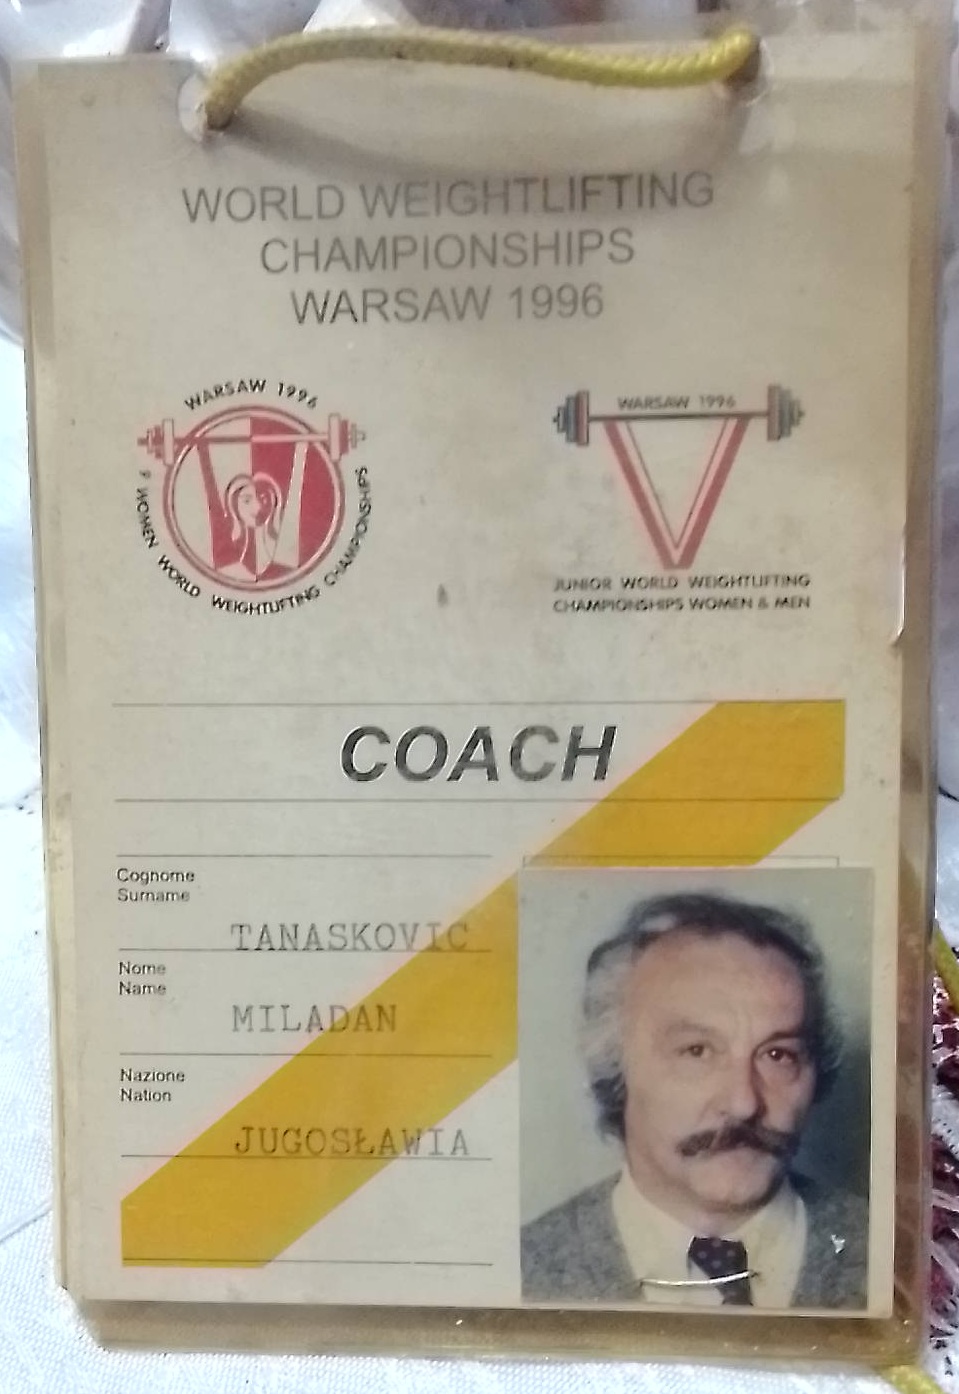 WORLD WEIGHTLIFTING
CHAMPIONSHIPS
WARSAW 1996
WARSAW 1996
WOMEN WORLD WEIGHTLIFTING CHAMPIONSHIPS
WARSAW 1996
JUNIOR WORLD WEIGHTLIFTING
CHAMPIONSHIPS WOMEN & MEN
COACH
Cognome
Surname
TANASKOVIC
Nome
Name
MILADAN
Nazione
Nation
JUGOSŁAWIA